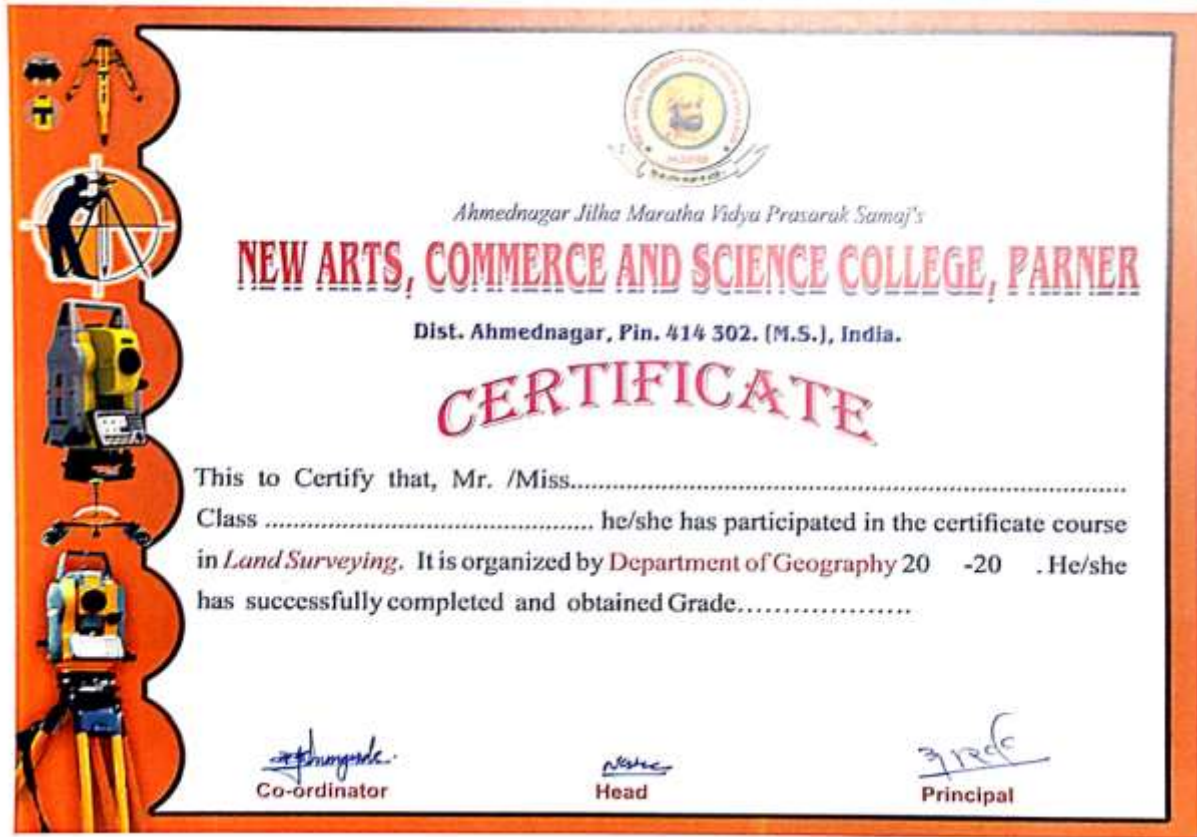 Ahmednagar Jilha Maratha Vidya Prasarak Samaj's
NEW ARTS, COMMERCE AND SCIENCE COLLEGE, PARNER
Dist. Ahmednagar, Pin. 414 302. (M.S.), India.
CERTIFICATE
This to Certify that, Mr. /Miss..........................................................................................
Class ................................................ he/she has participated in the certificate course
in Land Surveying. It is organized by Department of Geography 20 -20 . He/she
has successfully completed and obtained Grade...................
Co-ordinator Head Principal